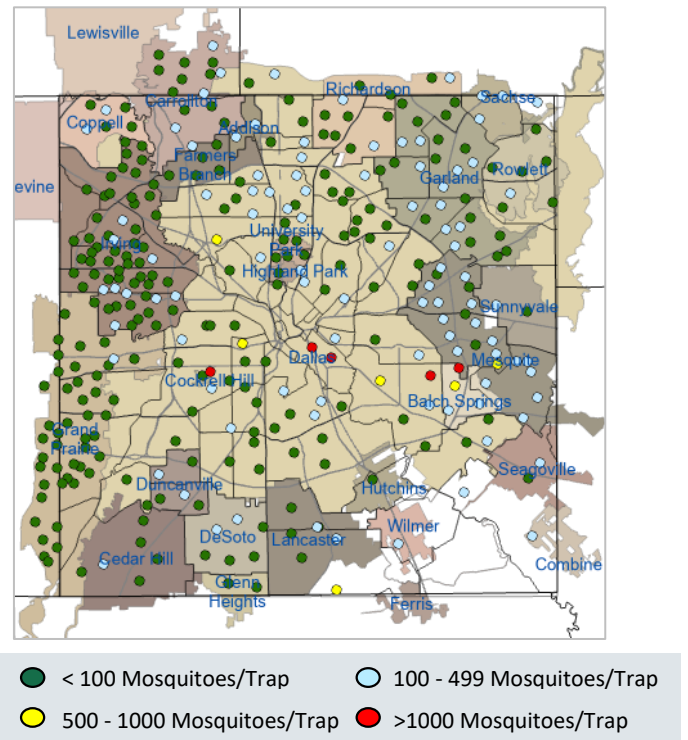 Lewisville
Richardson
Sachse
Carrollton
Coppell
Addison
Farmers
Branch
Rowlett
Garland
evine
University
Park
Irving
Highland Park
Sunnyvale
Dallas
Mesquite
Cockrell Hill
Balch Springs
Grand
Prairie
Seagoville
Duncanville
Hutchins
Wilmer
DeSoto
Lancaster
Cedar Hill
Combine
Glenn
Heights
Ferris
< 100 Mosquitoes/Trap
100 - 499 Mosquitoes/Trap
500 - 1000 Mosquitoes/Trap
>1000 Mosquitoes/Trap